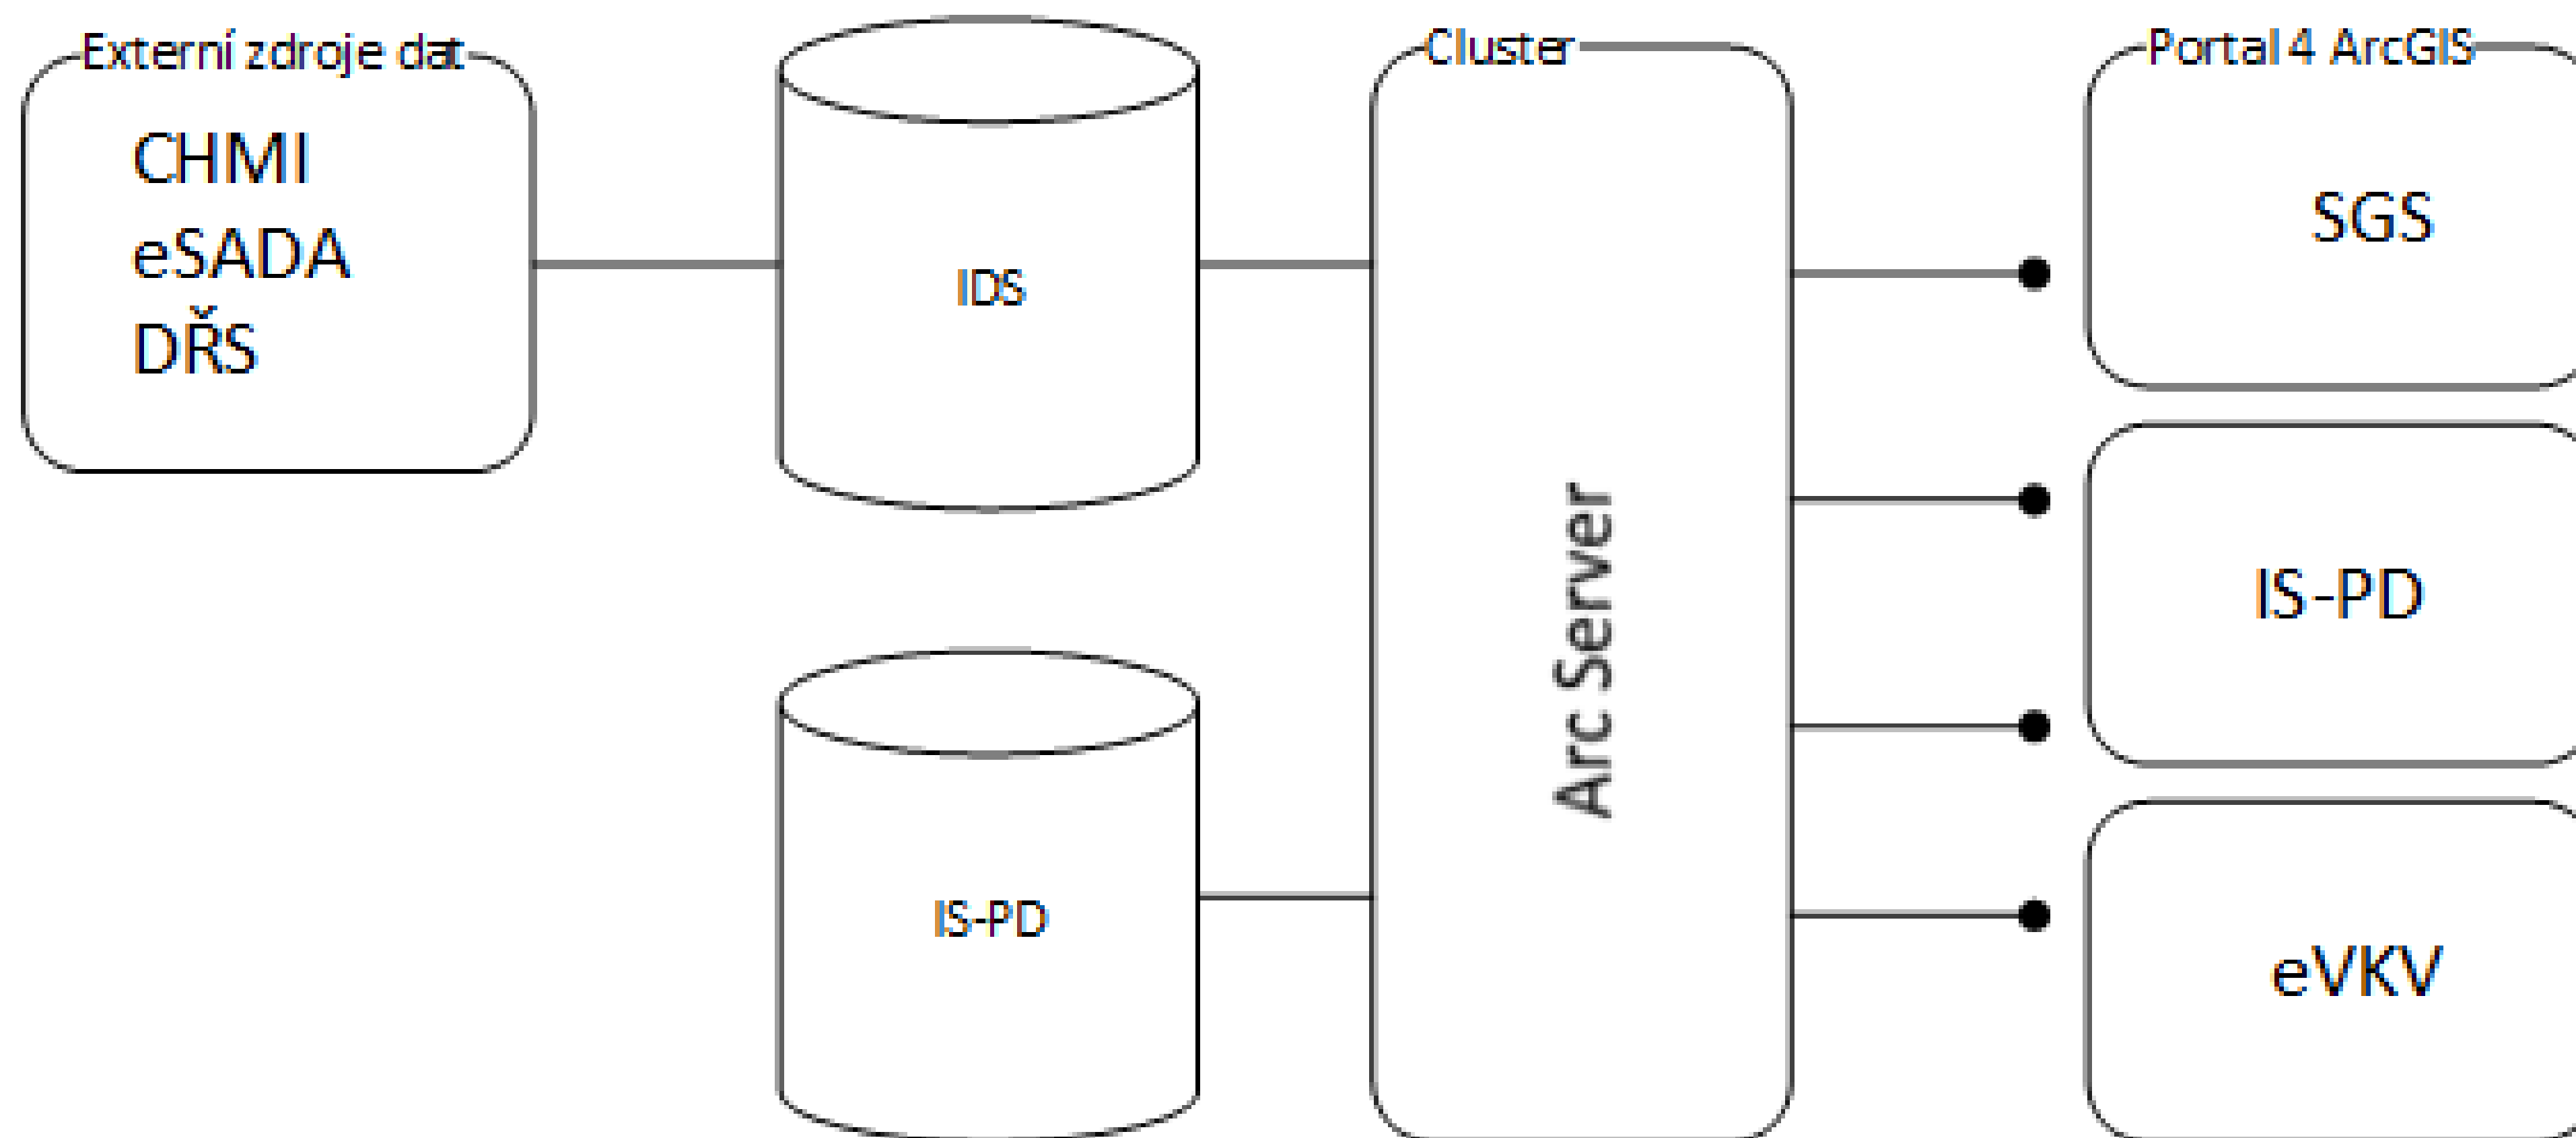 Externí zdroje dat
CHMI
eSADA
DŘS
IDS
IS-PD
Cluster
Arc Server
Portal 4 ArcGIS
SGS
IS-PD
eVKV